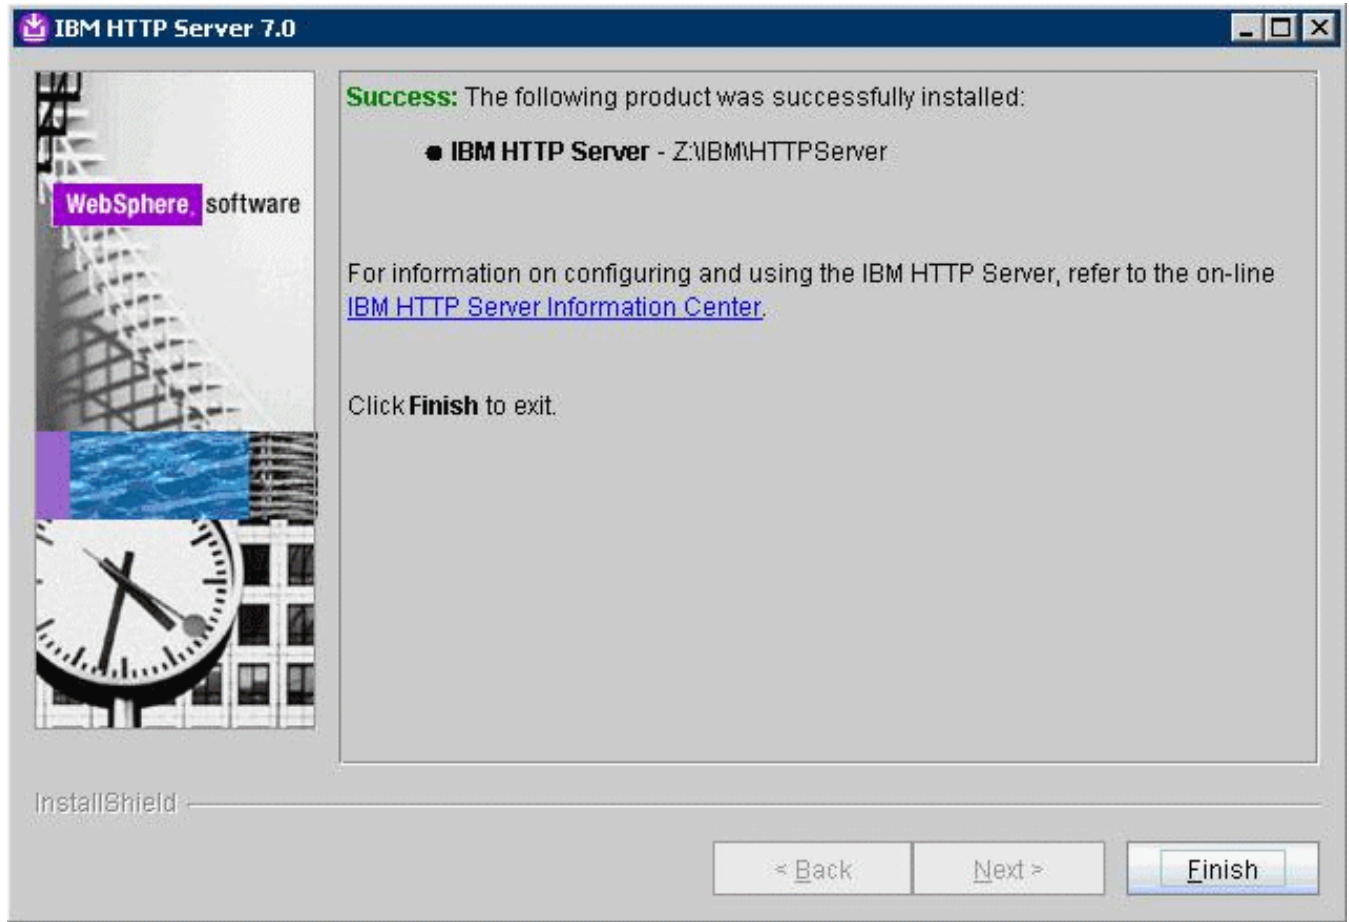 IBM HTTP Server 7.0
Success: The following product was successfully installed:
● IBM HTTP Server - Z:\IBM\HTTPServer
WebSphere. software
For information on configuring and using the IBM HTTP Server, refer to the on-line
IBM HTTP Server Information Center.
Click Finish to exit.
InstallShield
< Back
Next >
Finish